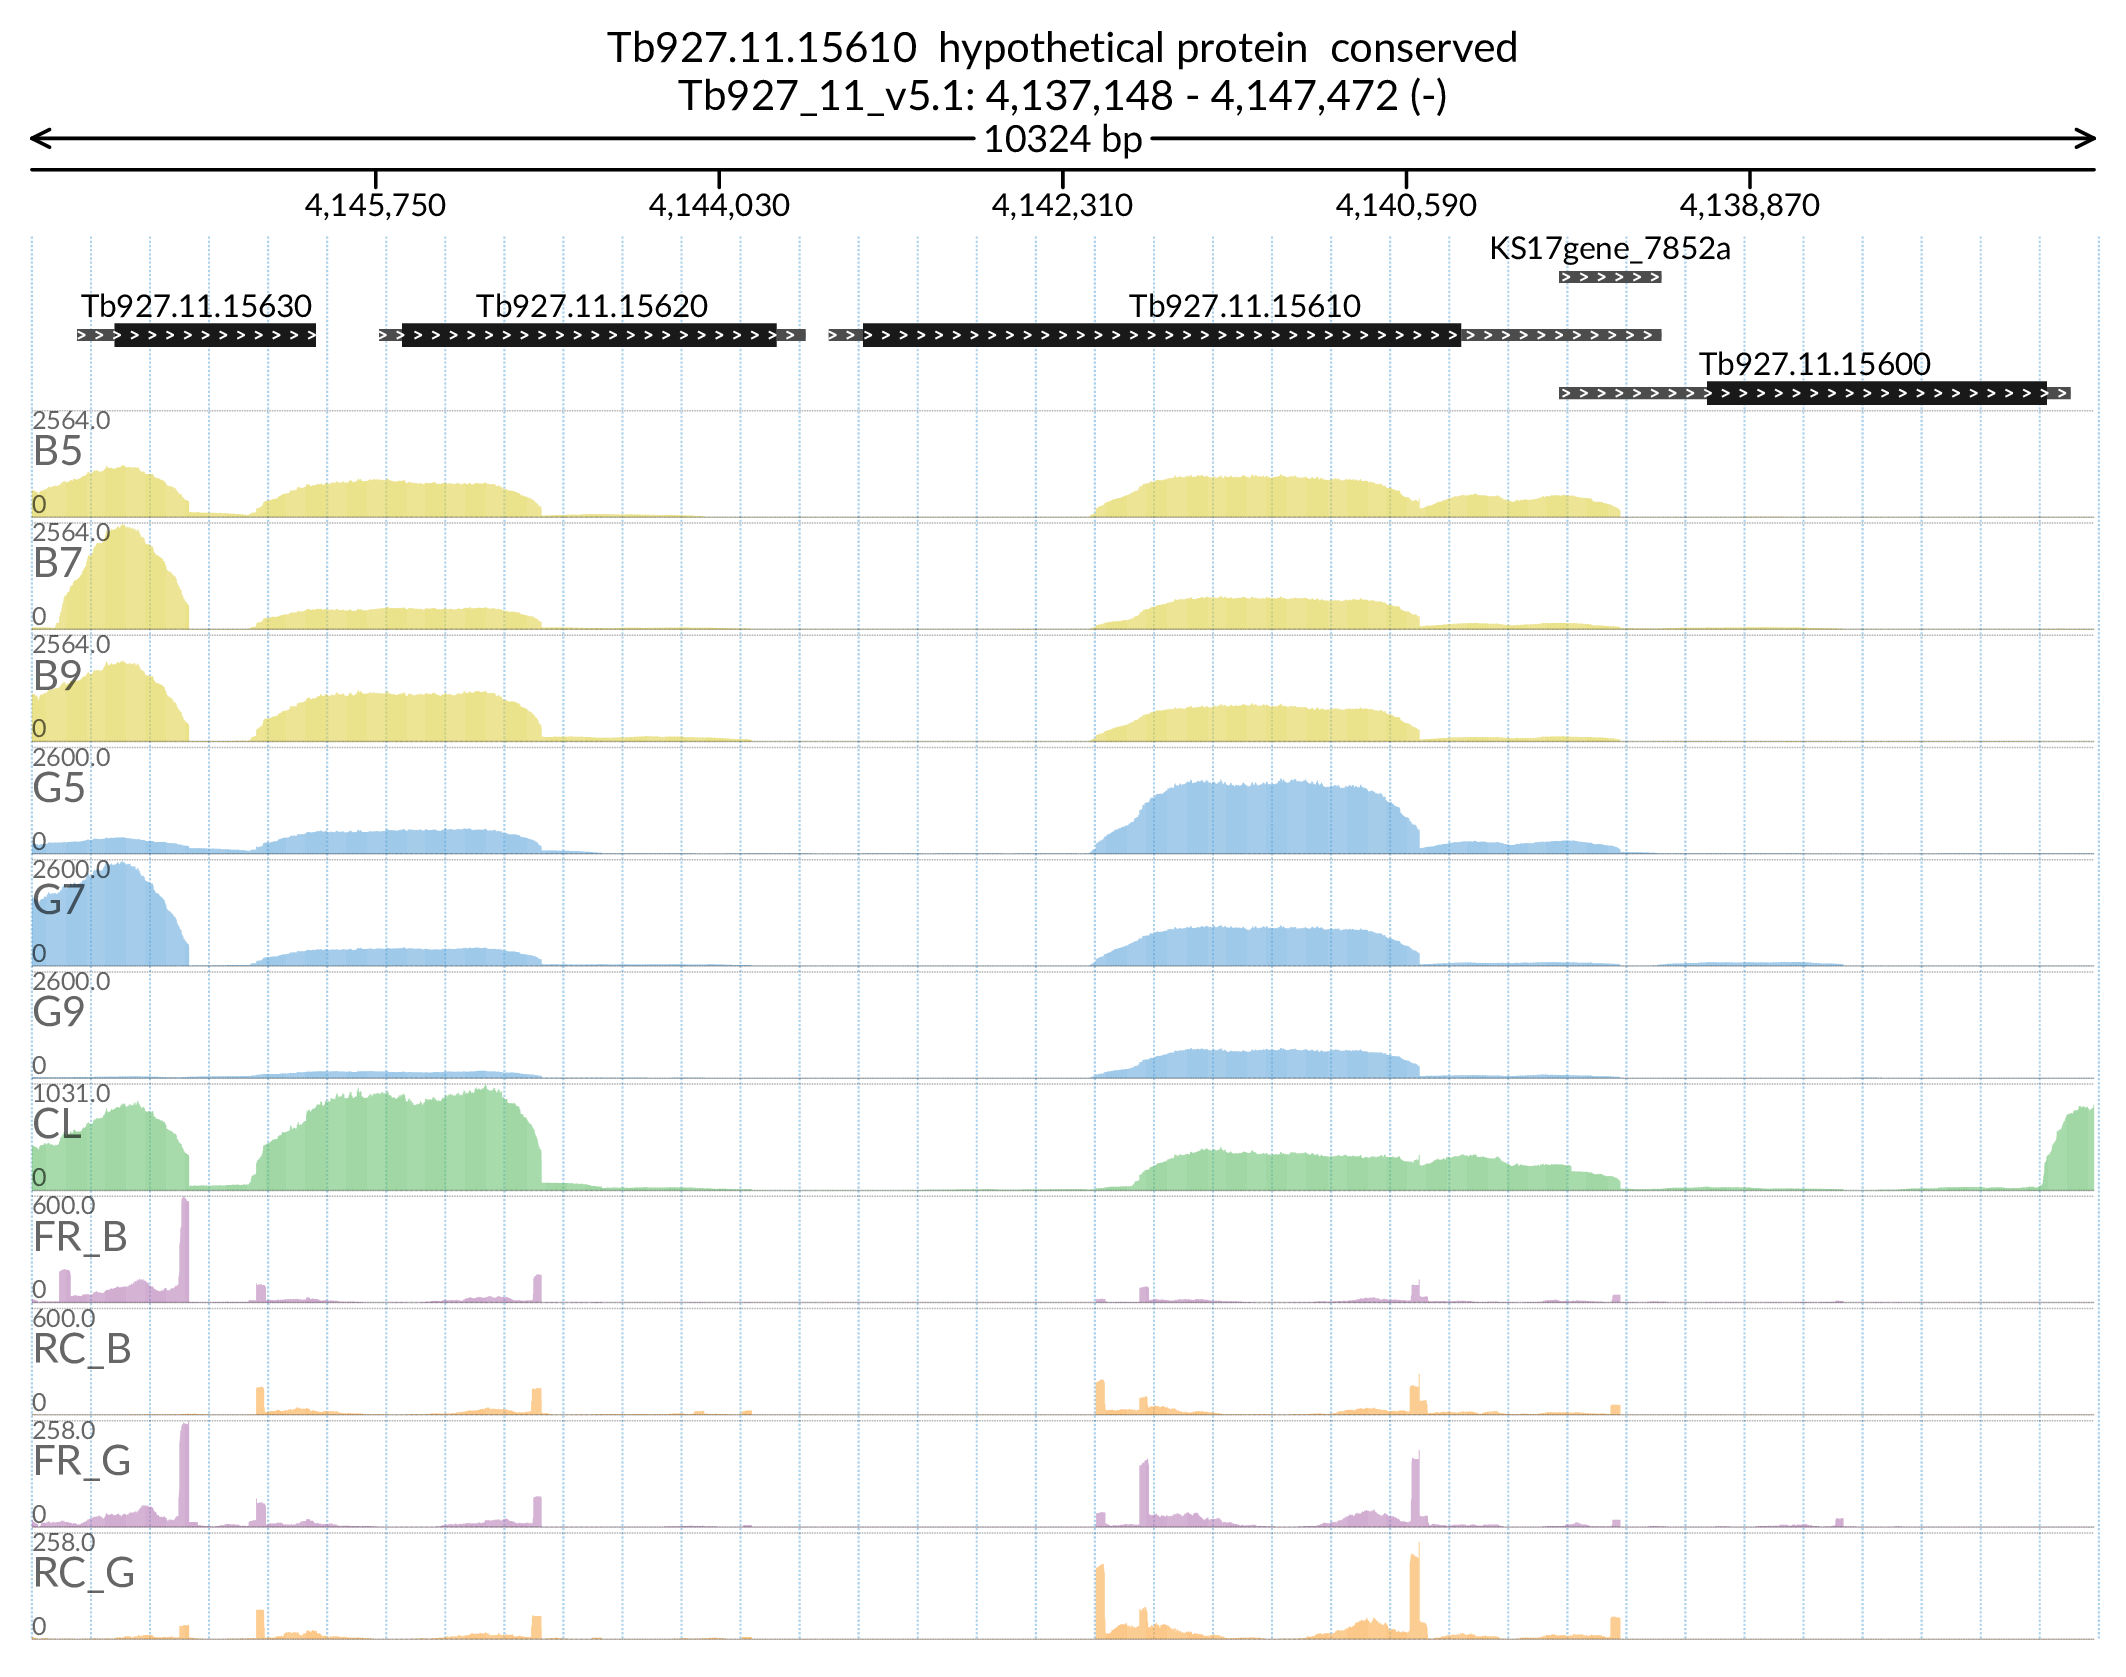 Tb927.11.15610  hypothetical protein  conserved
Tb927_11_v5.1: 4,137,148 - 4,147,472 (-)
10324 bp
4,145,750 4,144,030 4,142,310 4,140,590 4,138,870
KS17gene_7852a
Tb927.11.15630 Tb927.11.15620 Tb927.11.15610
Tb927.11.15600
2564.0
B5
0
2564.0
B7
0
2564.0
B9
0
2600.0
G5
0
2600.0
G7
0
2600.0
G9
0
1031.0
CL
0
600.0
FR_B
0
600.0
RC_B
0
258.0
FR_G
0
258.0
RC_G
0